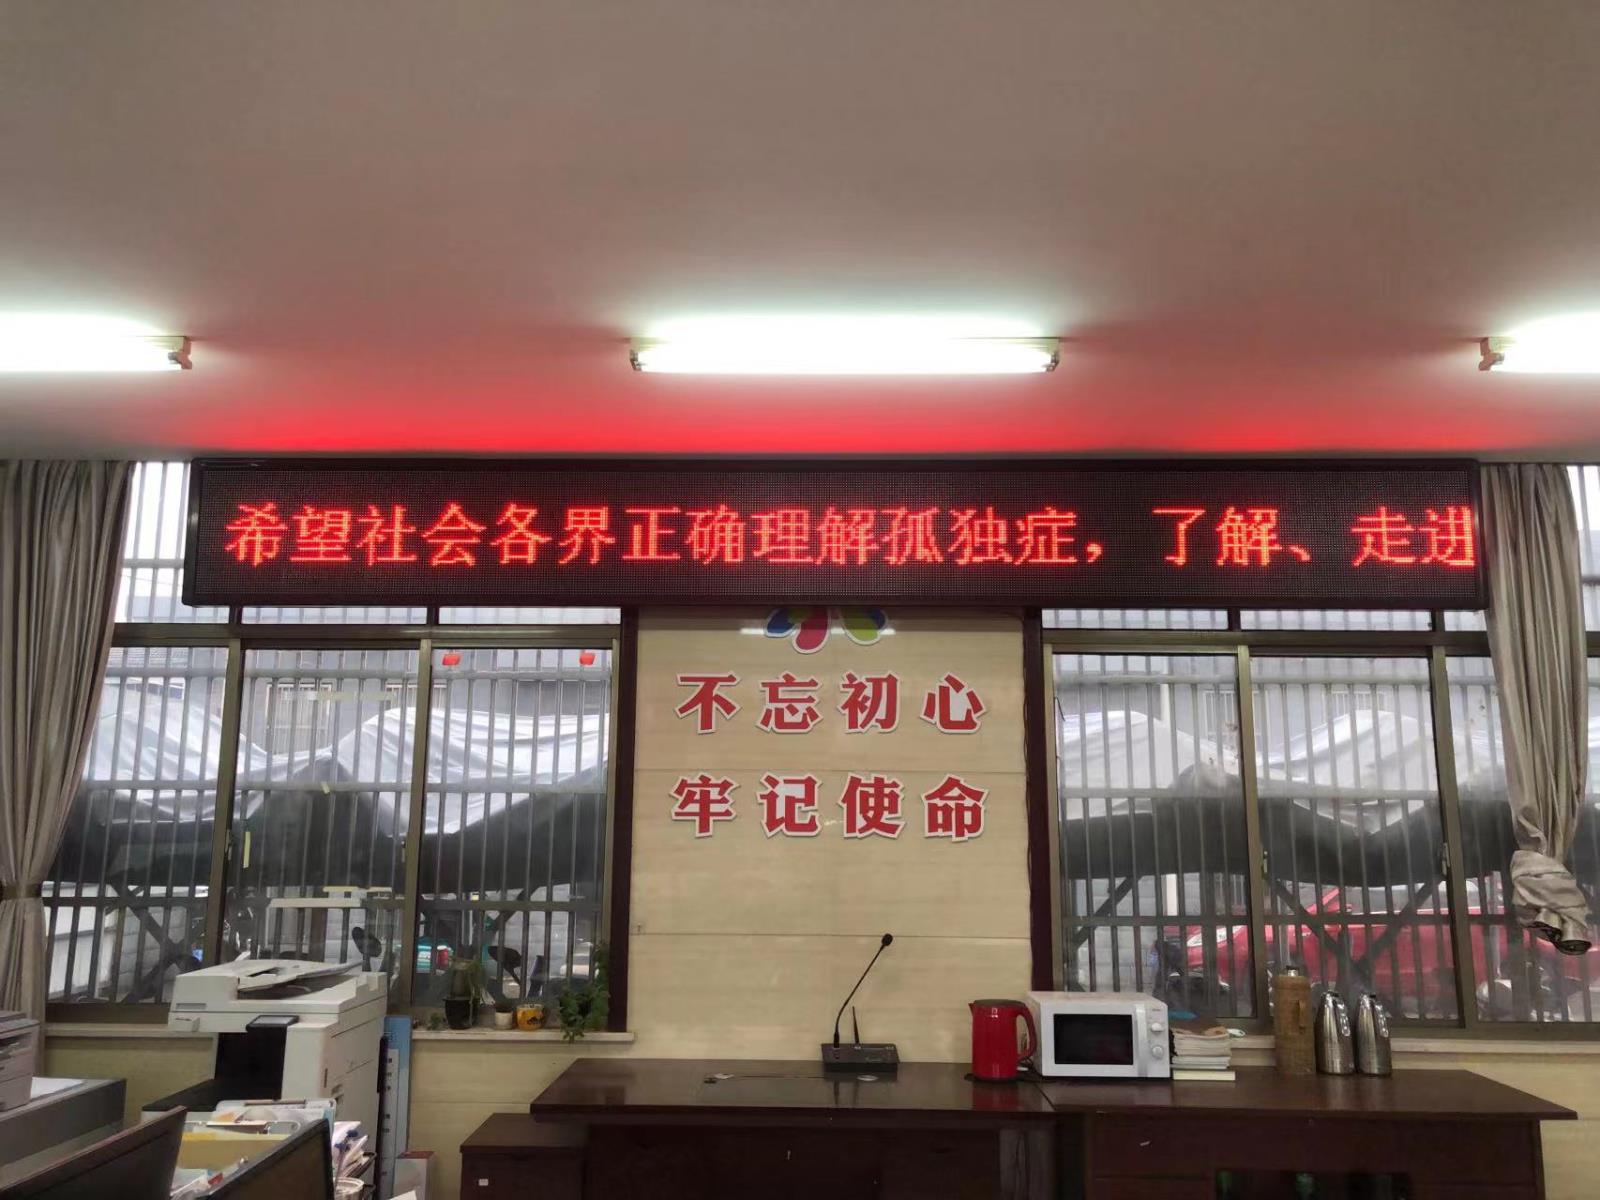 希望社会各界正确理解孤独症，了解、走进
不忘初心
牢记使命